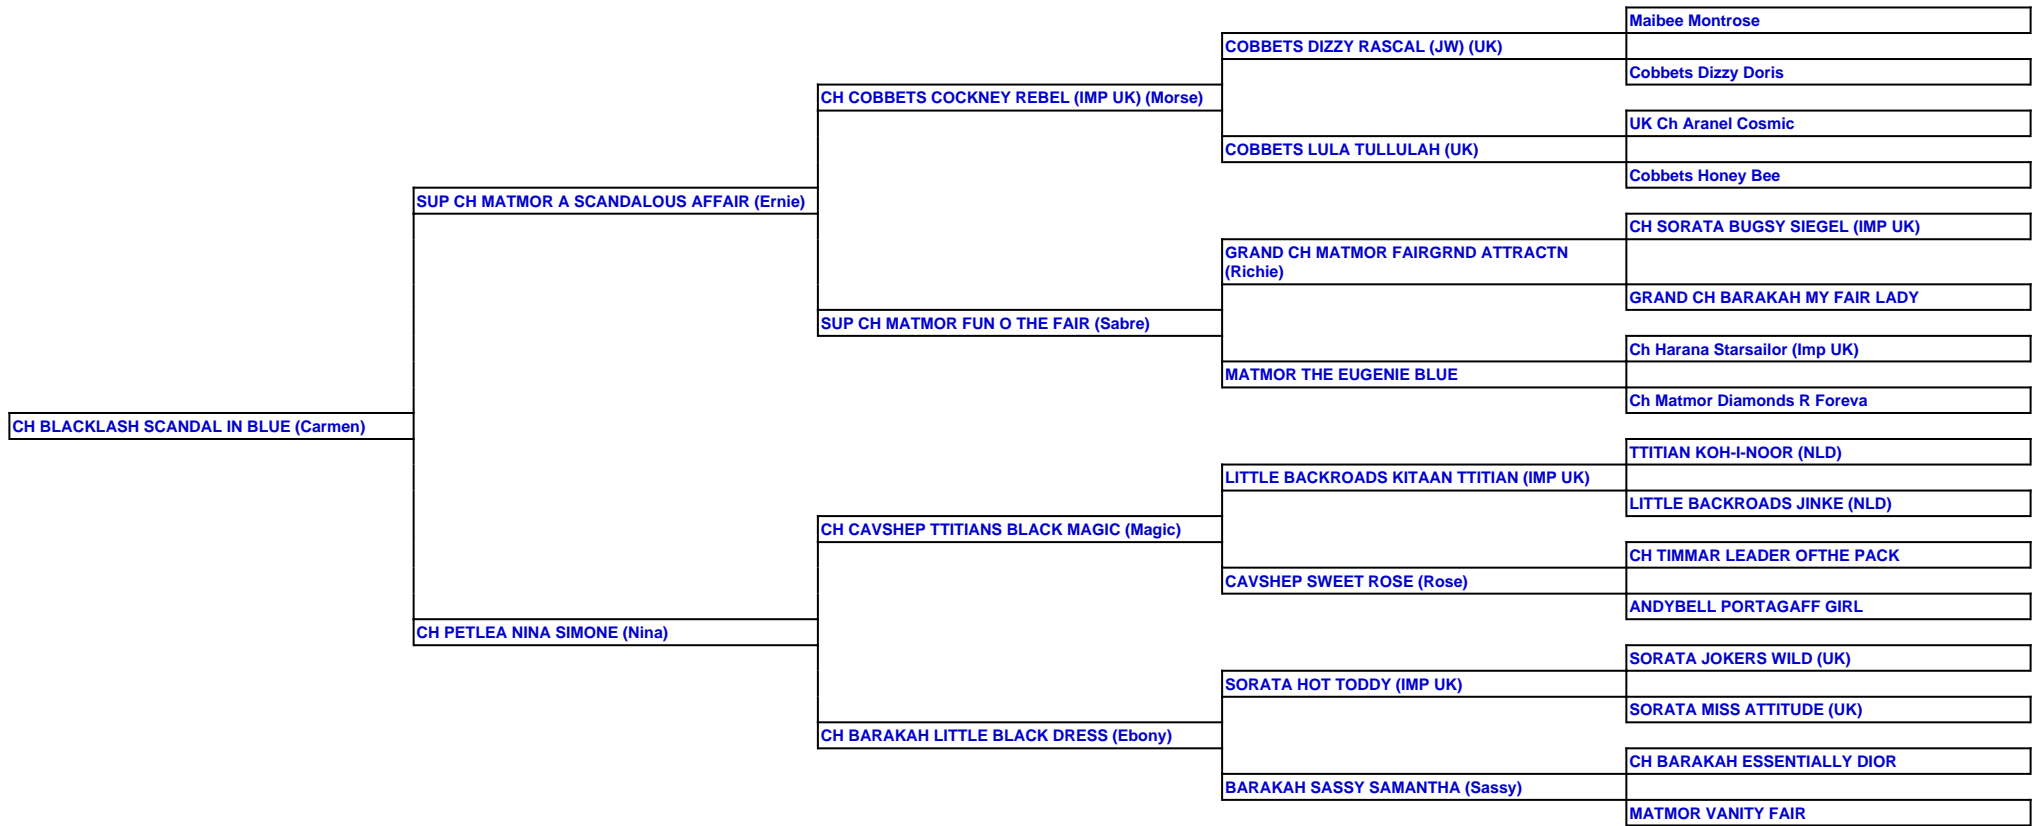 Maibee Montrose
COBBETS DIZZY RASCAL (JW) (UK)
Cobbets Dizzy Doris
CH COBBETS COCKNEY REBEL (IMP UK) (Morse)
UK Ch Aranel Cosmic
COBBETS LULA TULLULAH (UK)
Cobbets Honey Bee
SUP CH MATMOR A SCANDALOUS AFFAIR (Ernie)
CH SORATA BUGSY SIEGEL (IMP UK)
GRAND CH MATMOR FAIRGRND ATTRACTN
(Richie)
GRAND CH BARAKAH MY FAIR LADY
SUP CH MATMOR FUN O THE FAIR (Sabre)
Ch Harana Starsailor (Imp UK)
MATMOR THE EUGENIE BLUE
Ch Matmor Diamonds R Foreva
CH BLACKLASH SCANDAL IN BLUE (Carmen)
TTITIAN KOH-I-NOOR (NLD)
LITTLE BACKROADS KITAAN TTITIAN (IMP UK)
LITTLE BACKROADS JINKE (NLD)
CH CAVSHEP TTITIANS BLACK MAGIC (Magic)
CH TIMMAR LEADER OFTHE PACK
CAVSHEP SWEET ROSE (Rose)
ANDYBELL PORTAGAFF GIRL
CH PETLEA NINA SIMONE (Nina)
SORATA JOKERS WILD (UK)
SORATA HOT TODDY (IMP UK)
SORATA MISS ATTITUDE (UK)
CH BARAKAH LITTLE BLACK DRESS (Ebony)
CH BARAKAH ESSENTIALLY DIOR
BARAKAH SASSY SAMANTHA (Sassy)
MATMOR VANITY FAIR